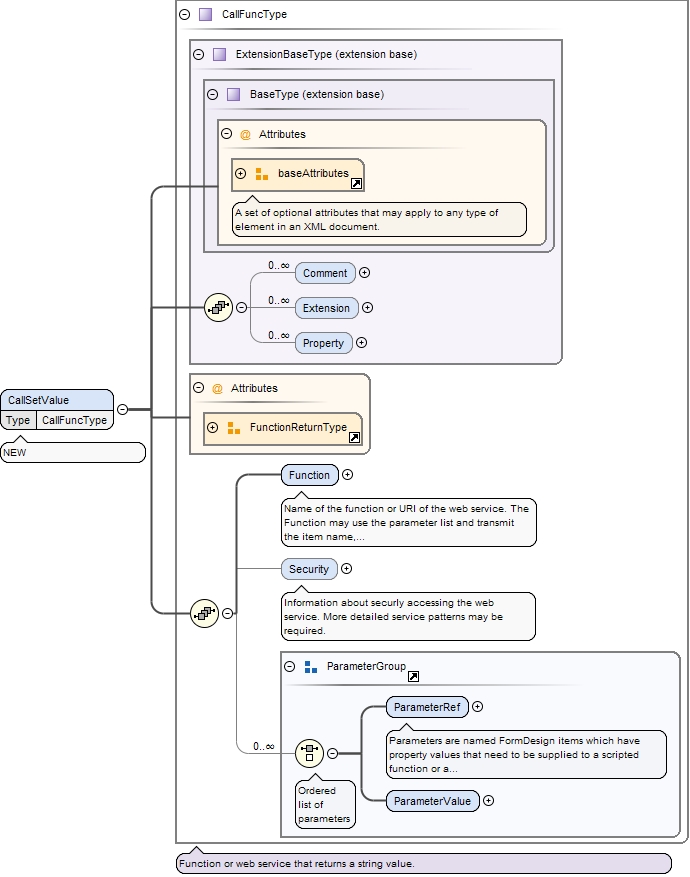 CallFuncType
ExtensionBaseType (extension base)
BaseType (extension base)
@ Attributes
baseAttributes
A set of optional attributes that may apply to any type of
element in an XML document.
0..∞ Comment
0..∞ Extension
0..∞ Property
@ Attributes
FunctionReturnType
CallSetValue
Type CallFuncType
NEW
Function
Name of the function or URI of the web service. The
Function may use the parameter list and transmit
the item name,...
Security
Information about securly accessing the web
service. More detailed service patterns may be
required.
ParameterGroup
ParameterRef
Parameters are named FormDesign items which have
property values that need to be supplied to a scripted
function or a...
0..∞
Ordered
list of
parameters
ParameterValue
Function or web service that returns a string value.